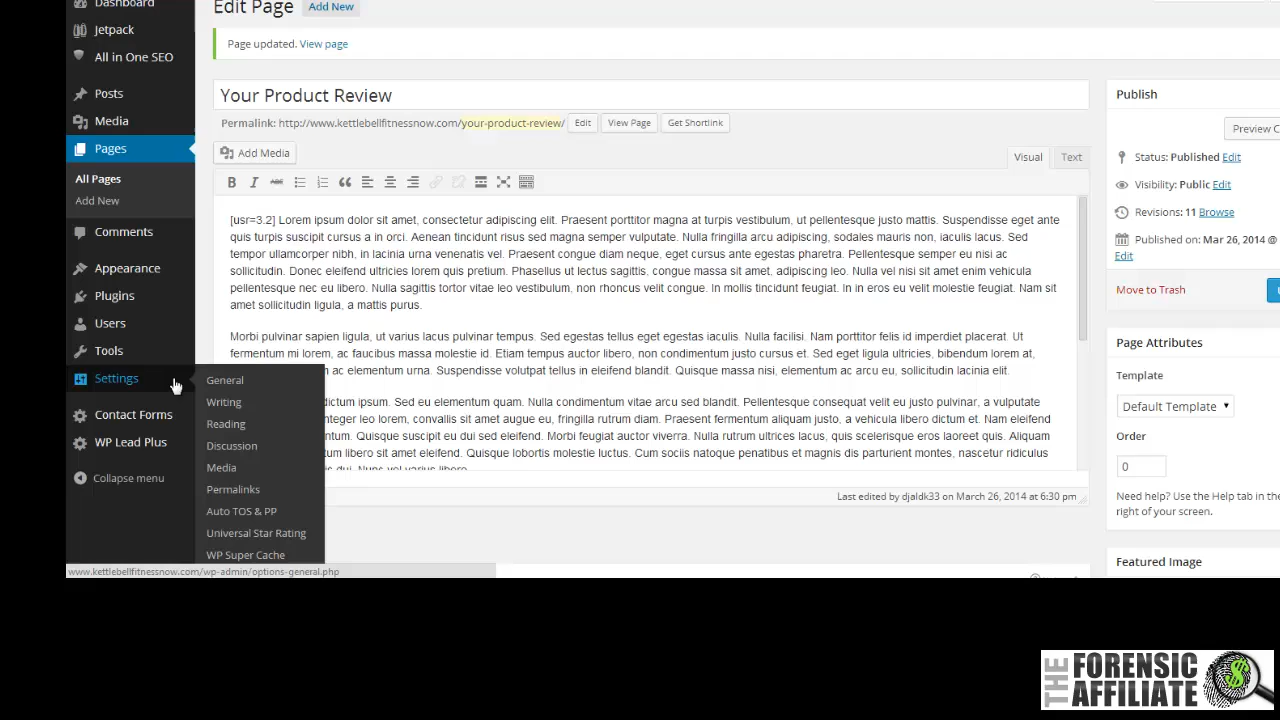 Dashboard
Jetpack
All in One SEO
Posts
Media
Pages
All Pages
Add New
Comments
Appearance
Plugins
Users
Tools
Settings
Contact Forms
WP Lead Plus
Collapse menu
General
Writing
Reading
Discussion
Media
Permalinks
Auto TOS & PP
Universal Star Rating
WP Super Cache
www.kettlebellfitnessnow.com/wp-admin/options-general.php
Edit Page Add New
Page updated. View page
Your Product Review
Permalink: http://www.kettlebellfitnessnow.com/your-product-review/ Edit View Page Get Shortlink
Add Media
Visual Text
B I ABC
[usr=3.2] Lorem ipsum dolor sit amet, consectetur adipiscing elit. Praesent porttitor magna at turpis vestibulum, ut pellentesque justo mattis. Suspendisse eget ante
quis turpis suscipit cursus a in orci. Aenean tincidunt risus sed magna semper vulputate. Nulla fringilla arcu adipiscing, sodales mauris non, iaculis lacus. Sed
tempor ullamcorper nibh, in lacinia urna venenatis vel. Praesent congue diam neque, eget cursus ante egestas pharetra. Pellentesque semper eu nisi ac
sollicitudin. Donec eleifend ultricies lorem quis pretium. Phasellus ut lectus sagittis, congue massa sit amet, adipiscing leo. Nulla vel nisi sit amet enim vehicula
pellentesque nec eu libero. Nulla sagittis tortor vitae leo vestibulum, non rhoncus velit congue. In mollis tincidunt feugiat. In in eros eu velit molestie feugiat. Nam sit
amet sollicitudin ligula, a mattis purus.
Morbi pulvinar sapien ligula, ut varius lacus pulvinar tempus. Sed egestas tellus eget egestas iaculis. Nulla facilisi. Nam porttitor felis id imperdiet placerat. Ut
fermentum mi lorem, ac faucibus massa molestie id. Etiam tempus auctor libero, non condimentum justo cursus et. Sed eget ligula ultricies, bibendum lorem at,
ac elementum urna. Suspendisse volutpat tellus in eleifend blandit. Quisque massa nisi, elementum ac arcu eu, sollicitudin lacinia elit.
dictum ipsum. Sed eu elementum quam. Nulla condimentum vitae erat sed blandit. Pellentesque consequat velit eu justo pulvinar, a vulputate
nteger leo lorem, convallis sit amet augue et, fringilla rutrum diam. Praesent fermentum aliquam justo, a vehicula libero dictum et. Nam eleifend
ntum. Quisque suscipit eu dui sed eleifend. Morbi feugiat auctor viverra. Nulla rutrum ultrices lacus, quis scelerisque eros laoreet et. Aliquam
s. Quisque lobortis molestie luctus. Cum sociis natoque penatibus et magnis dis parturient montes, nascetur ridiculus
is dui. Nunc vel varius libero.
Last edited by djaldk33 on March 26, 2014 at 6:30 pm
Publish
Preview C
Status: Published Edit
Visibility: Public Edit
Revisions: 11 Browse
Published on: Mar 26, 2014 @
Edit
Move to Trash
Page Attributes
Template
Default Template
Order
0
Need help? Use the Help tab in the
right of your screen.
Featured Image
THE FORENSIC
AFFILIATE